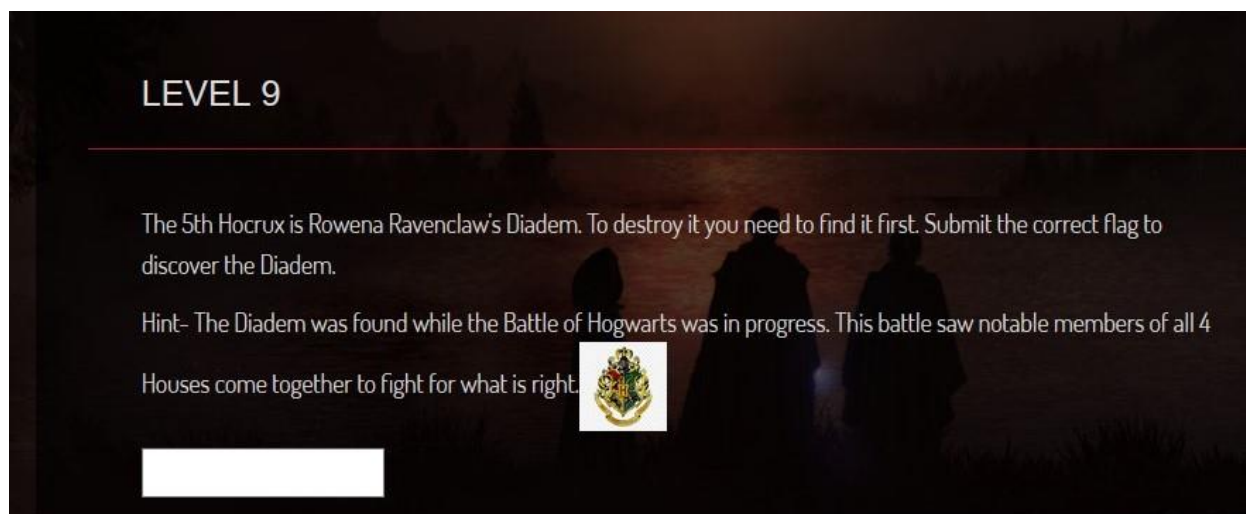 LEVEL 9
The 5th Hocrux is Rowena Ravenclaw's Diadem. To destroy it you need to find it first. Submit the correct flag to
discover the Diadem.
Hint- The Diadem was found while the Battle of Hogwarts was in progress. This battle saw notable members of all 4
Houses come together to fight for what is right.